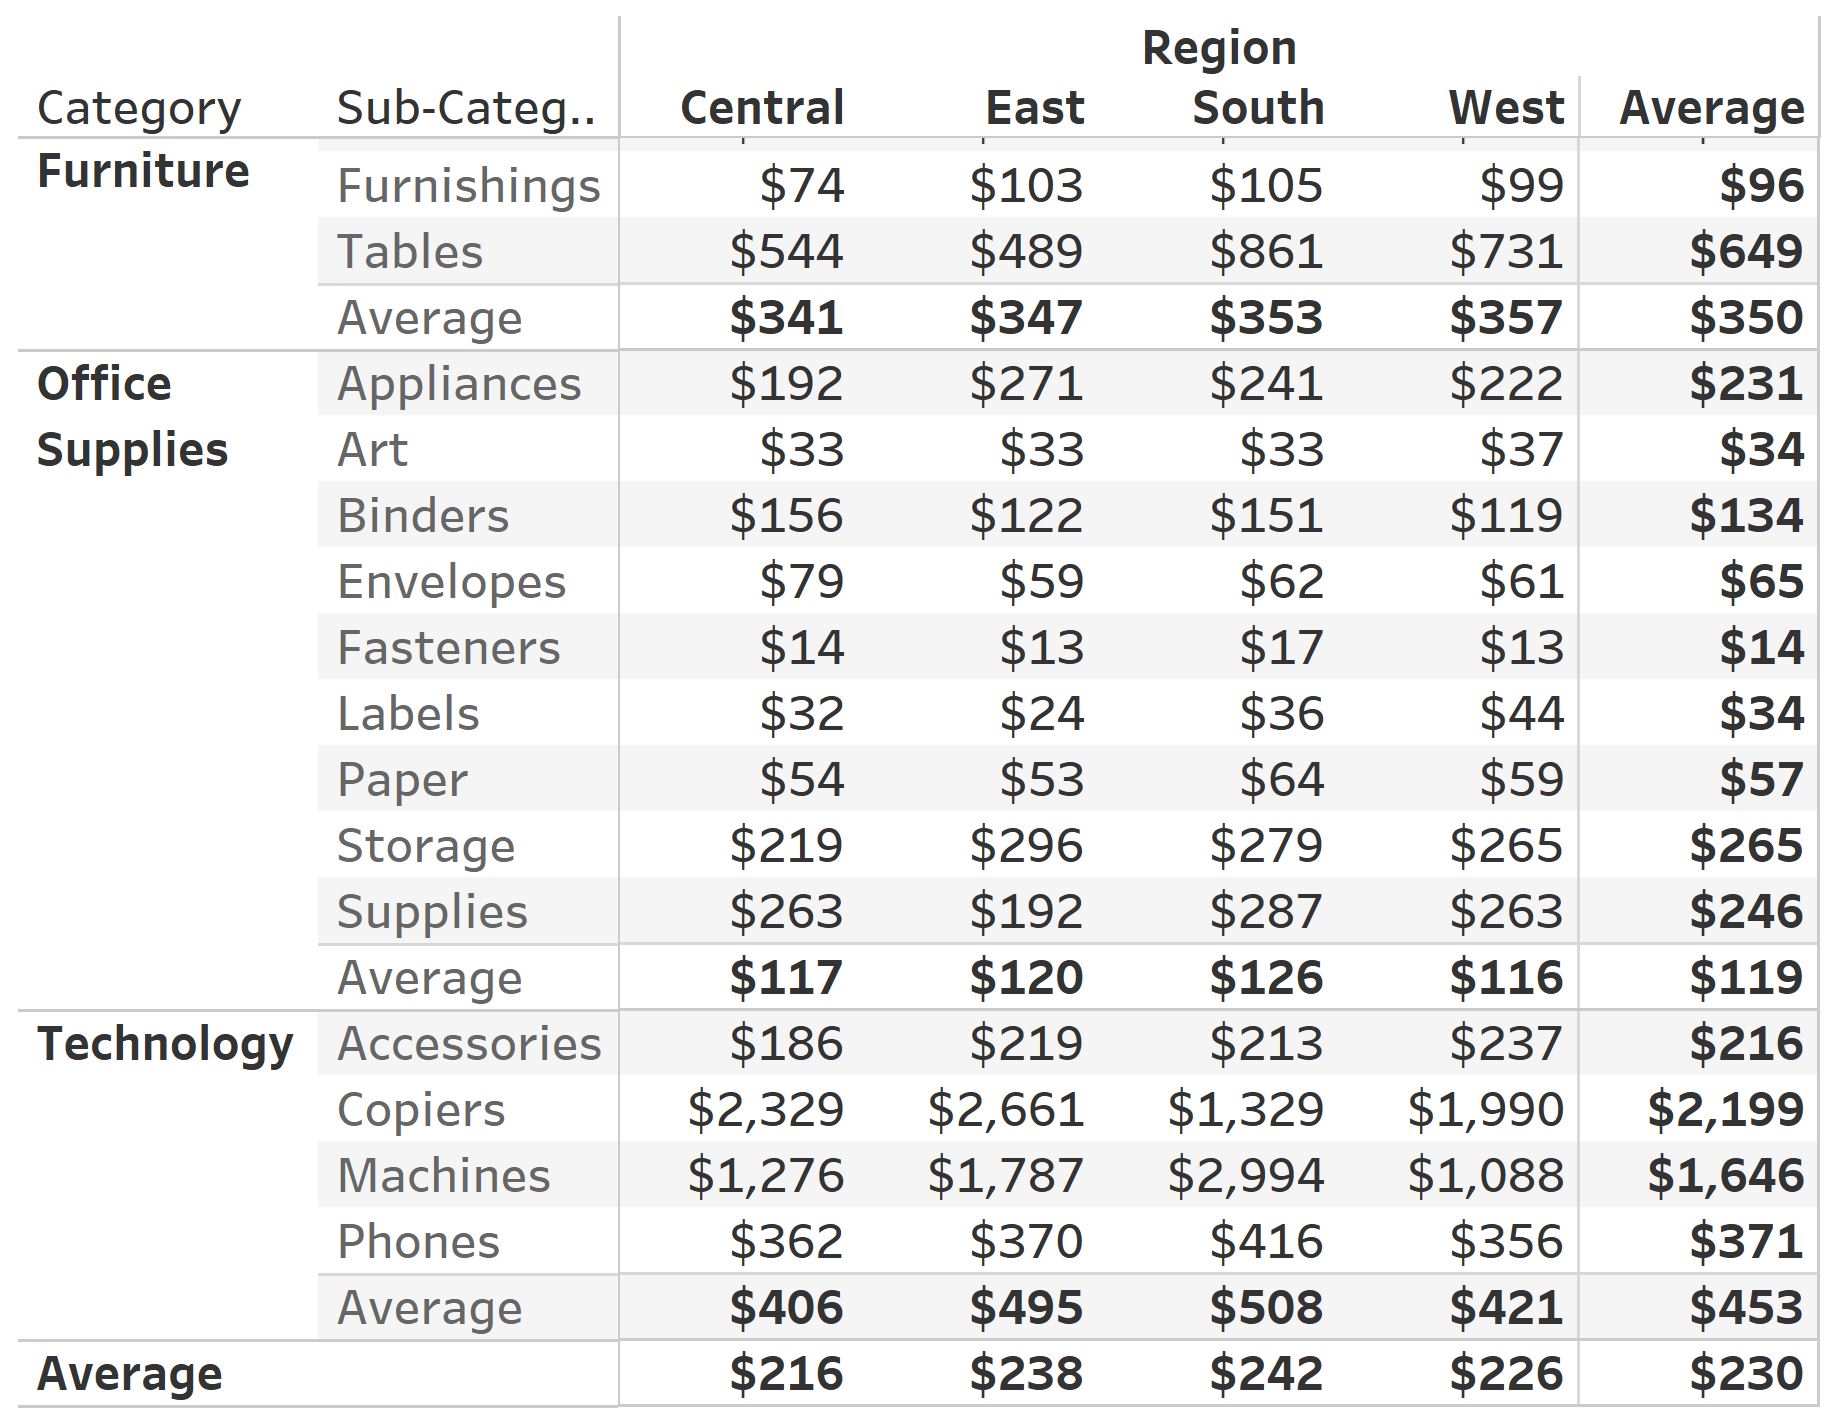 Region
Category Sub-Categ.. Central East South West Average
Furniture Furnishings $74 $103 $105 $99 $96
Tables $544 $489 $861 $731 $649
Average $341 $347 $353 $357 $350
Office Appliances $192 $271 $241 $222 $231
Supplies Art $33 $33 $33 $37 $34
Binders $156 $122 $151 $119 $134
Envelopes $79 $59 $62 $61 $65
Fasteners $14 $13 $17 $13 $14
Labels $32 $24 $36 $44 $34
Paper $54 $53 $64 $59 $57
Storage $219 $296 $279 $265 $265
Supplies $263 $192 $287 $263 $246
Average $117 $120 $126 $116 $119
Technology Accessories $186 $219 $213 $237 $216
Copiers $2,329 $2,661 $1,329 $1,990 $2,199
Machines $1,276 $1,787 $2,994 $1,088 $1,646
Phones $362 $370 $416 $356 $371
Average $406 $495 $508 $421 $453
Average $216 $238 $242 $226 $230